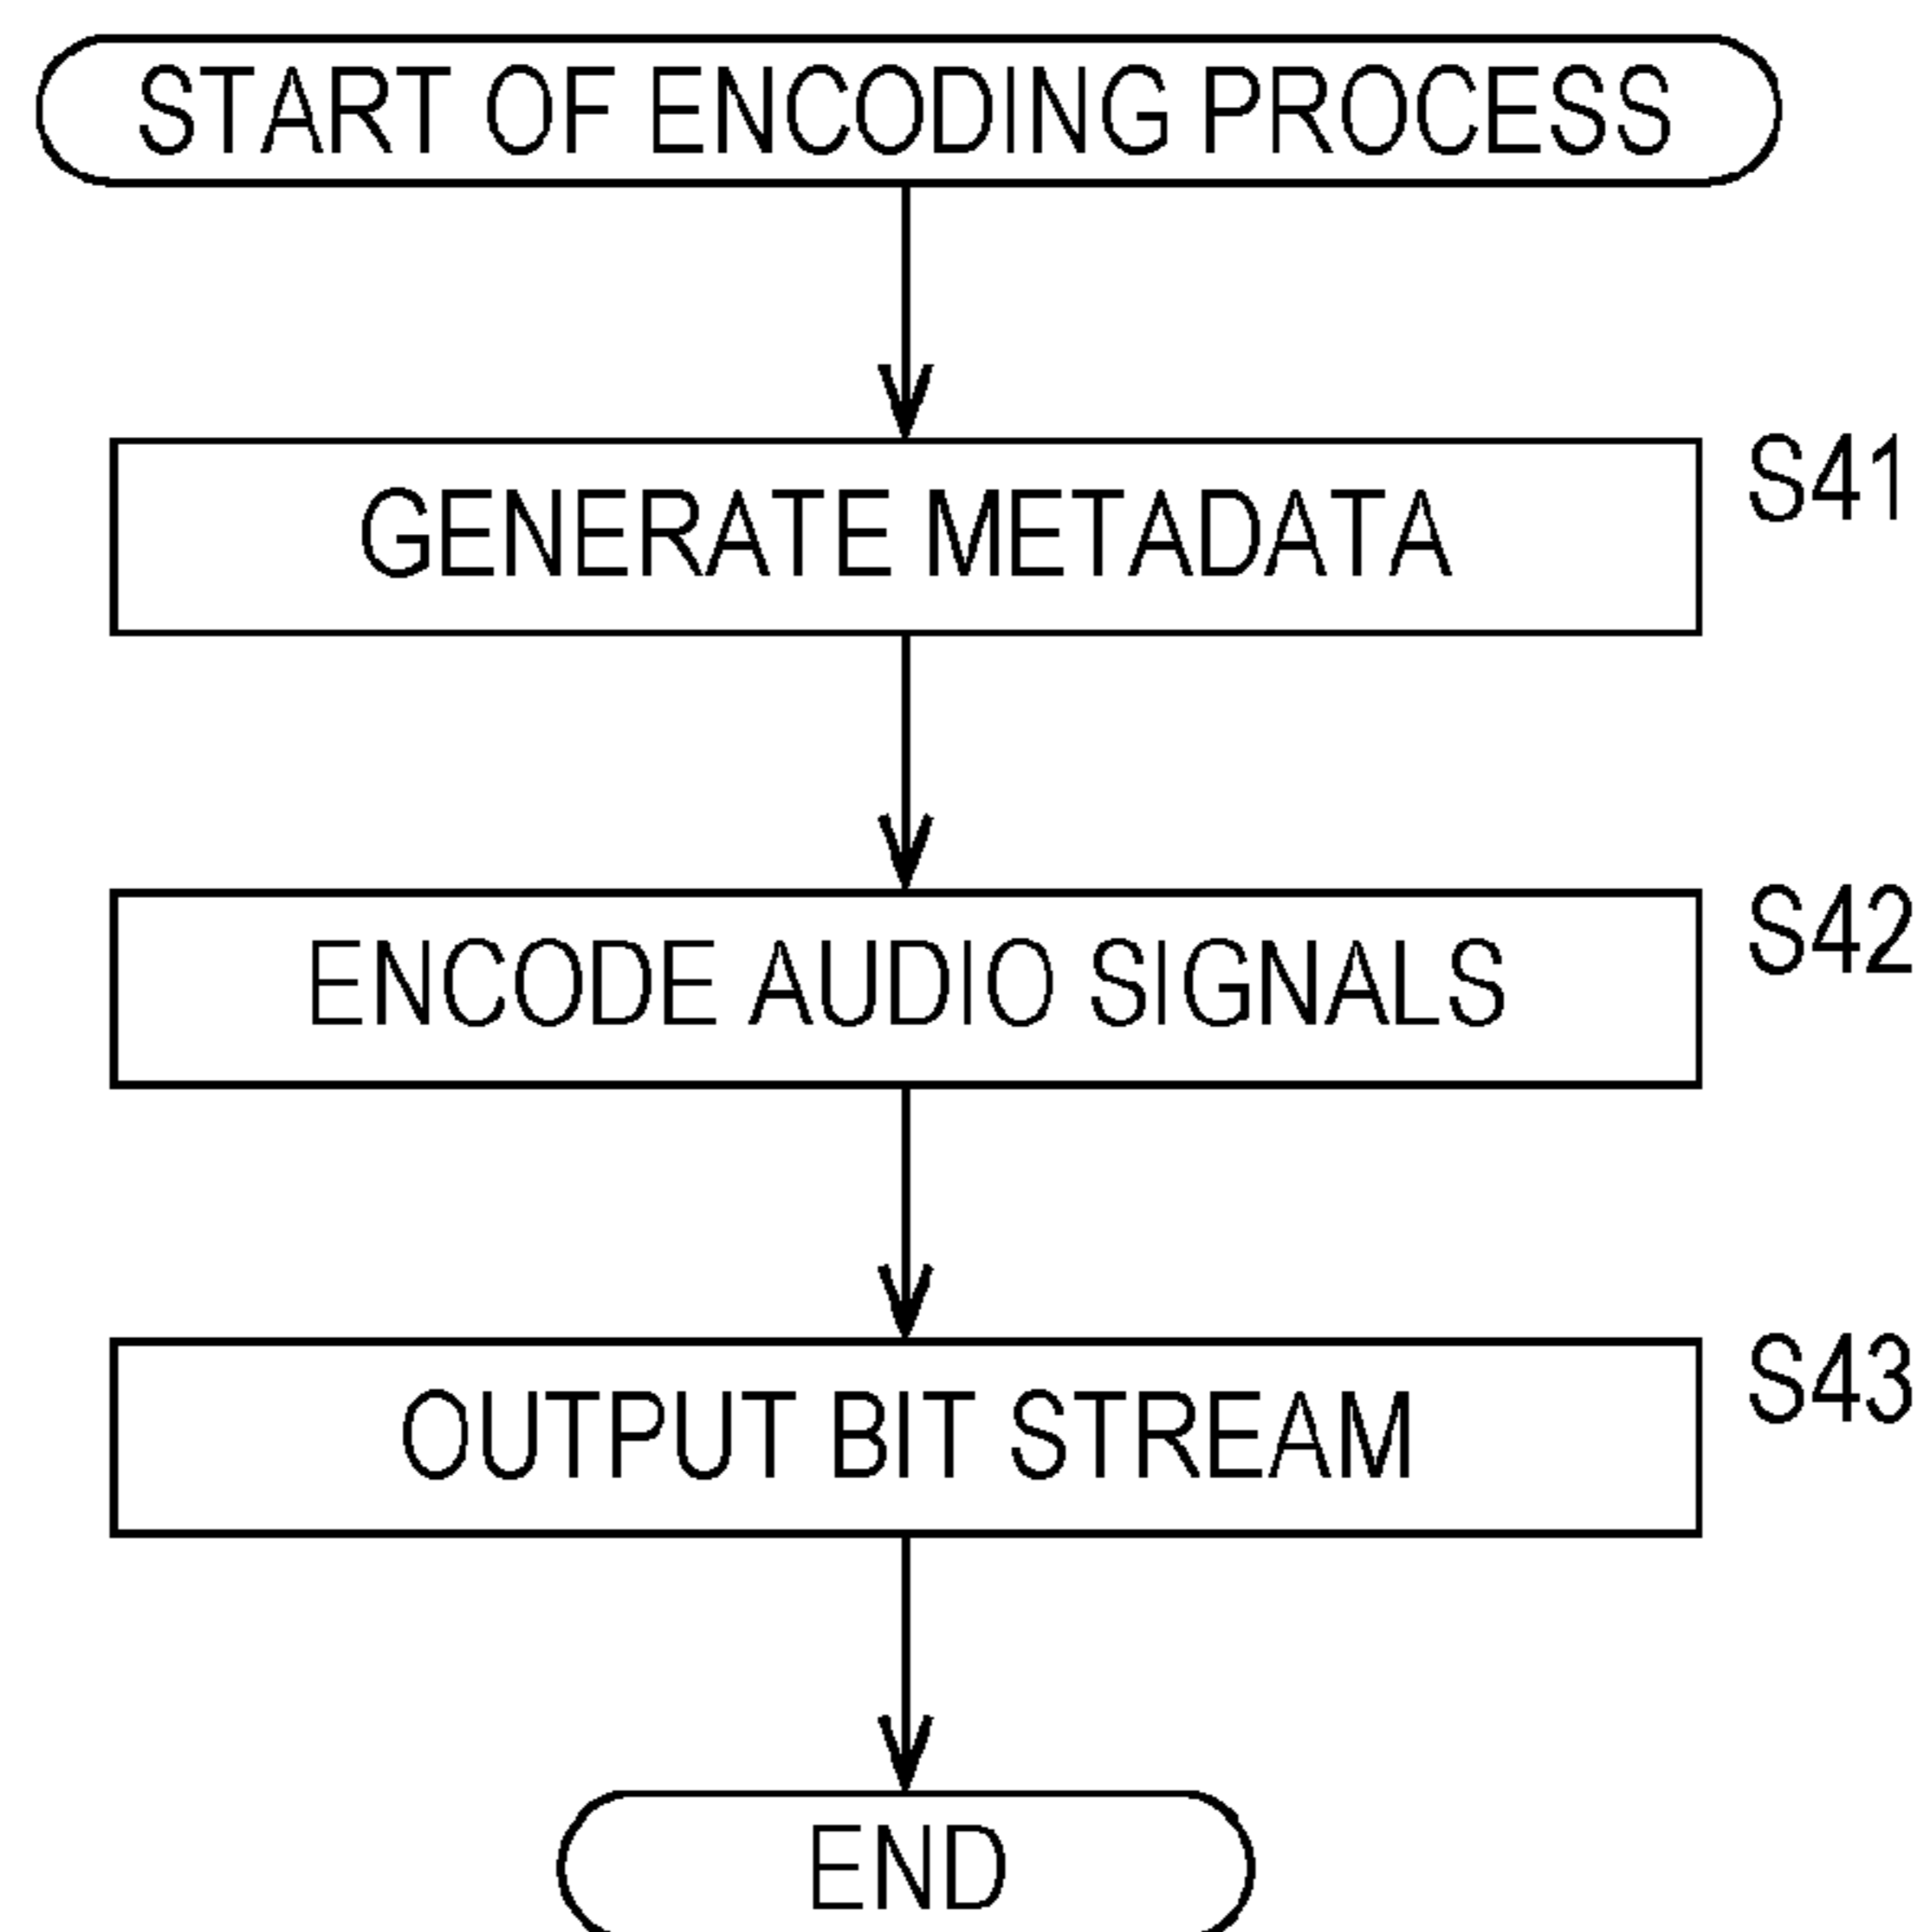 START OF ENCODING PROCESS
GENERATE METADATA
S41
ENCODE AUDIO SIGNALS
S42
OUTPUT BIT STREAM
S43
END